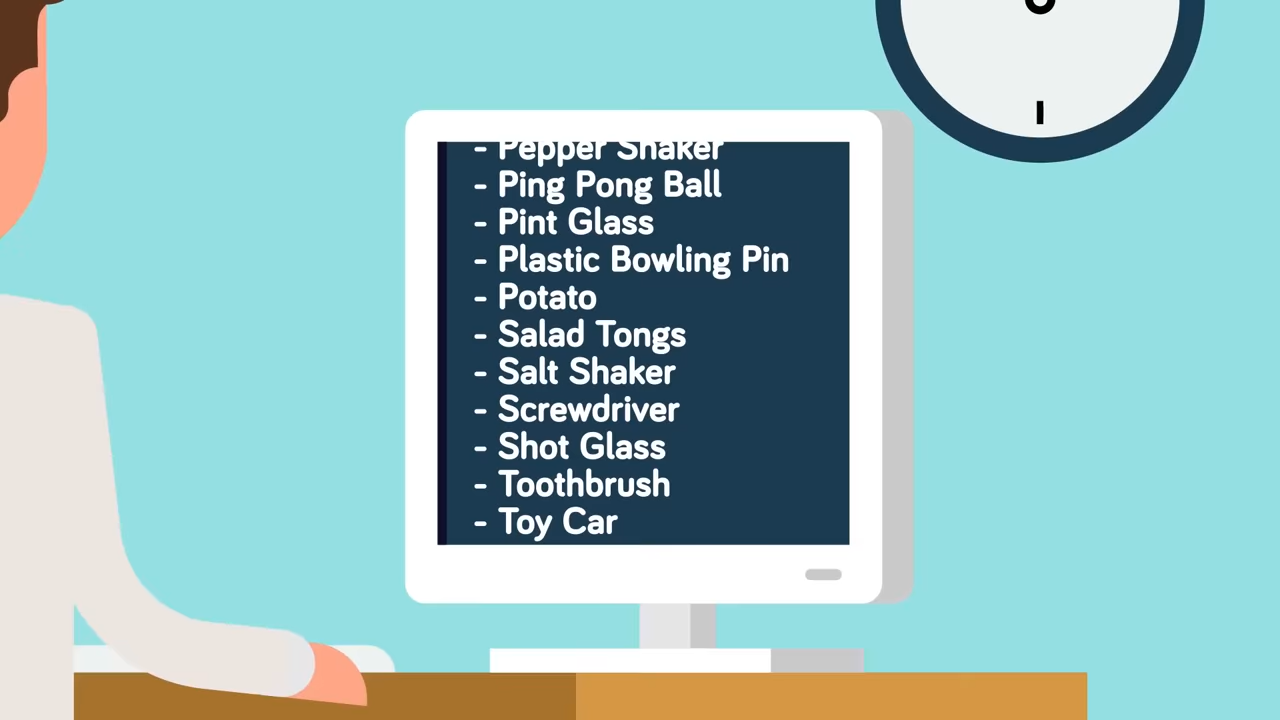 - Pepper Shaker
- Ping Pong Ball
- Pint Glass
- Plastic Bowling Pin
- Potato
- Salad Tongs
- Salt Shaker
- Screwdriver
- Shot Glass
- Toothbrush
- Toy Car